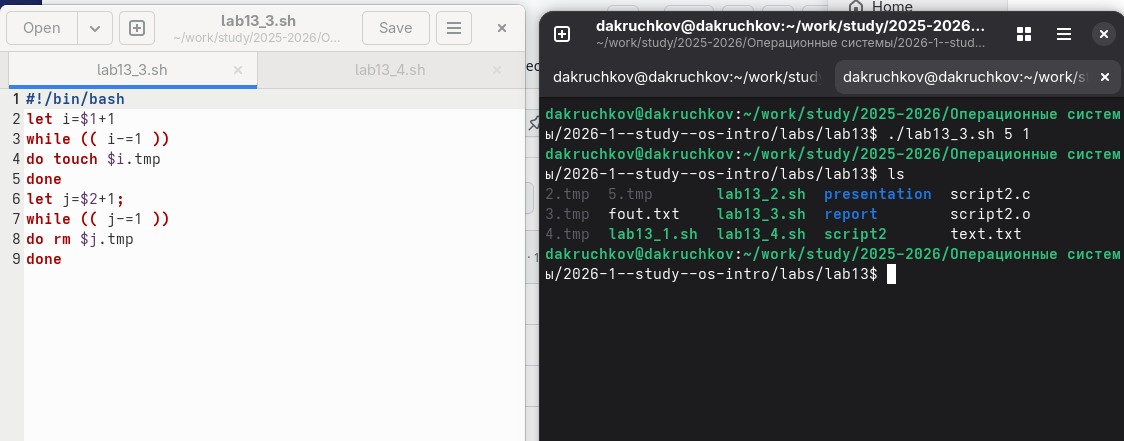 Open
lab13_3.sh
~/work/study/2025-2026/O...
Save
lab13_3.sh
lab13_4.sh
1 #!/bin/bash
2 let i=$1+1
3 while (( i-=1 ))
4 do touch $i.tmp
5 done
6 let j=$2+1;
7 while (( j-=1 ))
8 do rm $j.tmp
9 done
Home
dakruchkov@dakruchkov:~/work/study/2025-2026...
~/work/study/2025-2026/Операционные системы/2026-1--stud...
dakruchkov@dakruchkov:~/work/stud
dakruchkov@dakruchkov:~/work/s
dakruchkov@dakruchkov:~/work/study/2025-2026/Операционные систем
ы/2026-1--study--os-intro/labs/lab13$ ./lab13_3.sh 5 1
dakruchkov@dakruchkov:~/work/study/2025-2026/Операционные систем
ы/2026-1--study--os-intro/labs/lab13$ ls
2.tmp 5.tmp lab13_2.sh presentation script2.c
3.tmp fout.txt lab13_3.sh report script2.o
4.tmp lab13_1.sh lab13_4.sh script2 text.txt
dakruchkov@dakruchkov:~/work/study/2025-2026/Операционные систем
ы/2026-1--study--os-intro/labs/lab13$